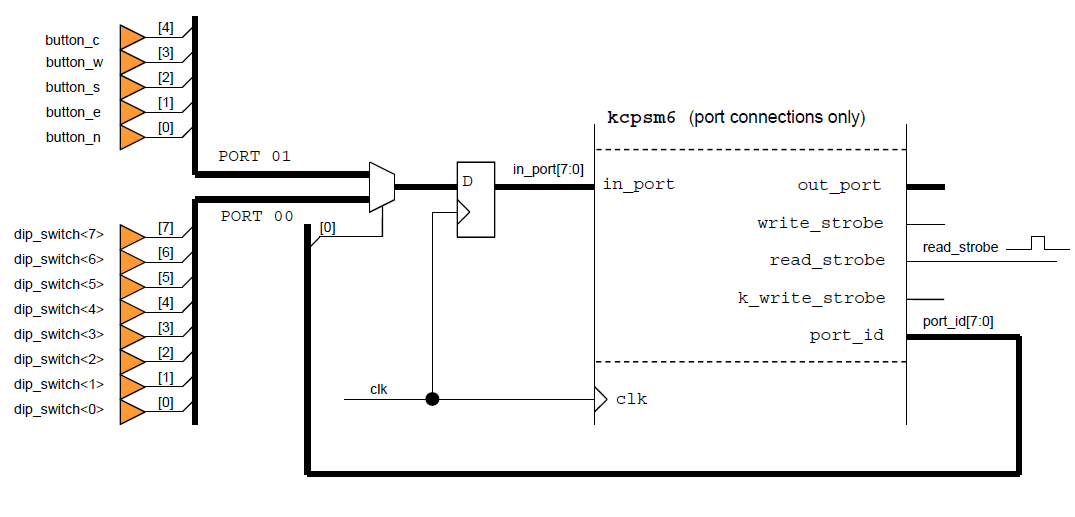 button_c [4]
button_w [3]
button_s [2]
button_e [1]
button_n [0]
PORT 01
PORT 00
[0]
dip_switch<7> [7]
dip_switch<6> [6]
dip_switch<5> [5]
dip_switch<4> [4]
dip_switch<3> [3]
dip_switch<2> [2]
dip_switch<1> [1]
dip_switch<0> [0]
D
clk
in_port[7:0]
kcpsm6 (port connections only)
in_port
out_port
write_strobe
read_strobe
k_write_strobe
port_id
clk
read_strobe
port_id[7:0]